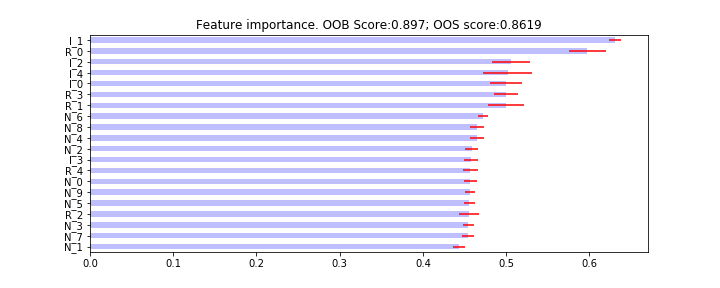 Feature importance. OOB Score:0.897; OOS score:0.8619
I_1
R_0
I_2
I_4
I_0
R_3
R_1
N_6
N_8
N_4
N_2
I_3
R_4
N_0
N_9
N_5
R_2
N_3
N_7
N_1
0.0 0.1 0.2 0.3 0.4 0.5 0.6